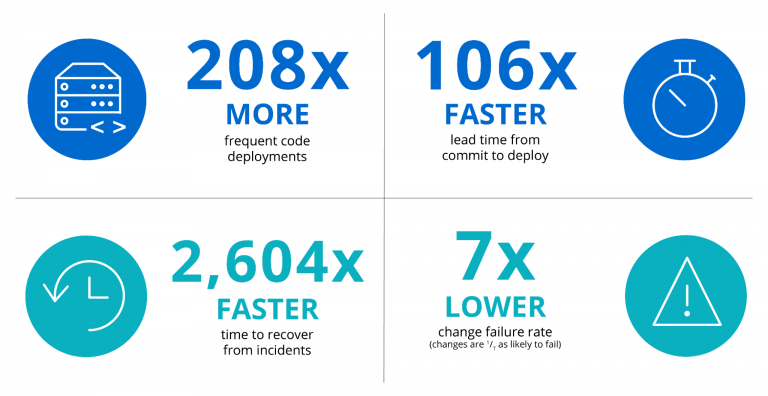 208x
MORE
frequent code
deployments
106x
FASTER
lead time from
commit to deploy
2,604x
FASTER
time to recover
from incidents
7x
LOWER
change failure rate
(changes are 1/7 as likely to fail)